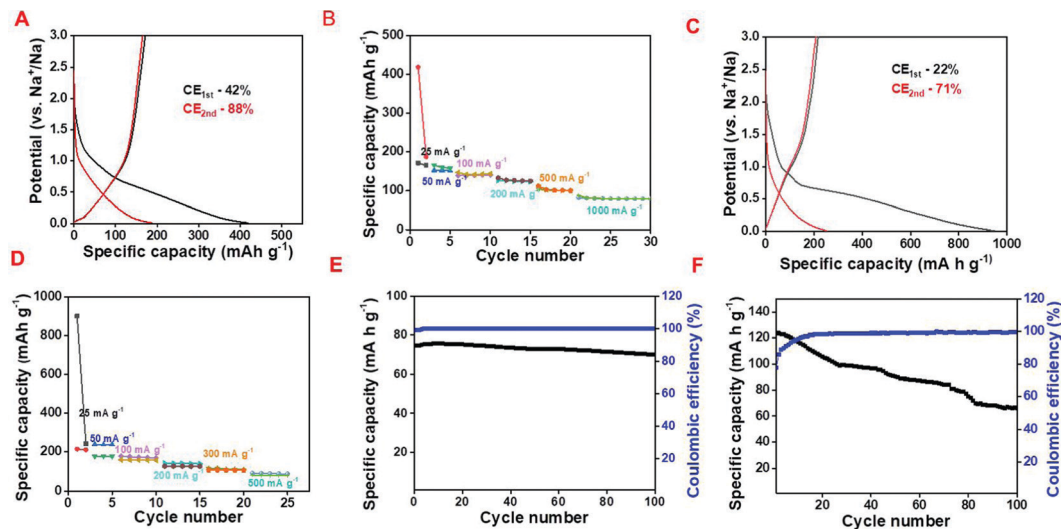 A
Potential (vs. Na+/Na)
3.0
2.5
2.0
1.5
1.0
0.5
0.0
CE1st - 42%
CE2nd - 88%
0 100 200 300 400 500
Specific capacity (mAh g-1)
B
Specific capacity (mAh g-1)
500
400
300
200
100
0
25 mA g-1
50 mA g-1
100 mA g-1
200 mA g
500 mA g-1
1000 mA g-1
0 5 10 15 20 25 30
Cycle number
C
Potential (vs. Na+/Na)
3.0
2.5
2.0
1.5
1.0
0.5
0.0
CE1st - 22%
CE2nd - 71%
0 200 400 600 800 1000
Specific capacity (mA h g-1)
D
Specific capacity (mAh g-1)
1000
800
600
400
200
0
25 mA g-1
50 mA g-1
100 mA g-1
200 mA g-1
300 mA g-1
500 mA g-1
0 5 10 15 20 25
Cycle number
E
Specific capacity (mA h g-1)
100
80
60
40
20
0
120
100
80
60
40
20
Coulombic efficiency (%)
0 20 40 60 80 100
Cycle number
F
Specific capacity (mA h g-1)
140
120
100
80
60
40
20
120
100
80
60
40
20
Coulombic efficiency (%)
20 40 60 80 100
Cycle number